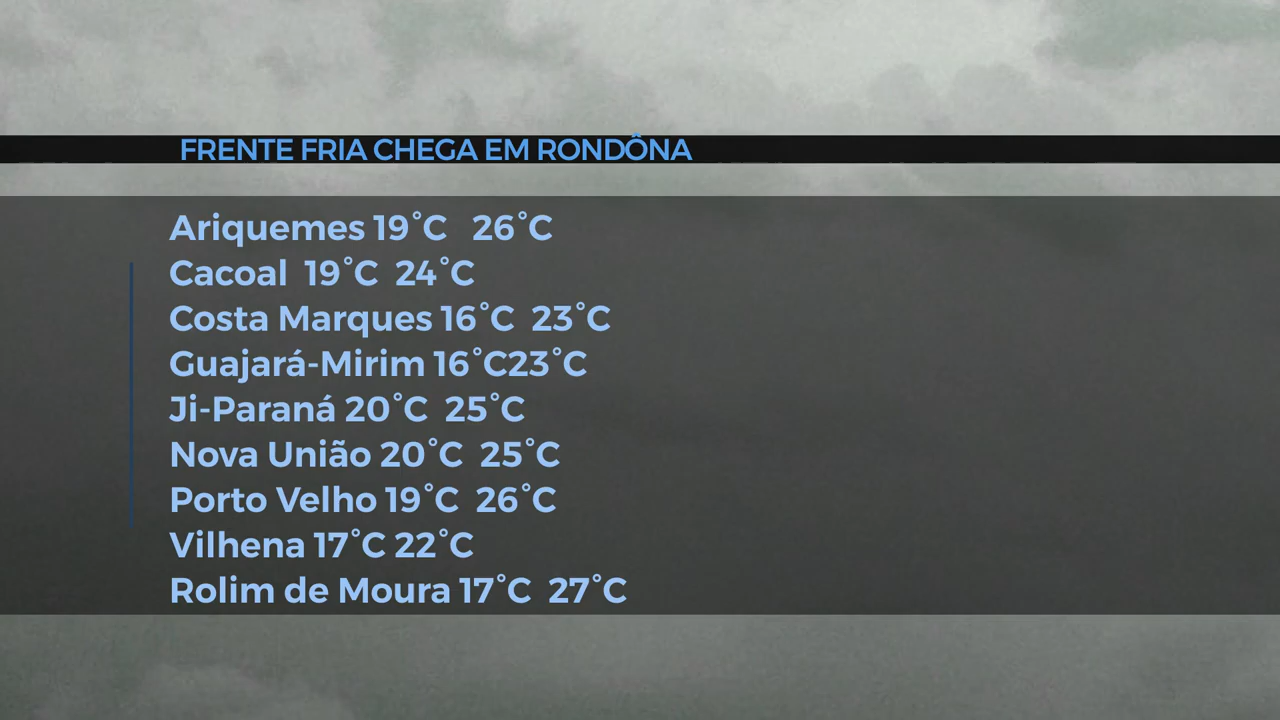 FRENTE FRIA CHEGA EM RONDÔNA
Ariquemes 19°C 26°C
Cacoal 19°C 24°C
Costa Marques 16°C 23°C
Guajará-Mirim 16°C23°C
Ji-Paraná 20°C 25°C
Nova União 20°C 25°C
Porto Velho 19°C 26°C
Vilhena 17°C 22°C
Rolim de Moura 17°C 27°C